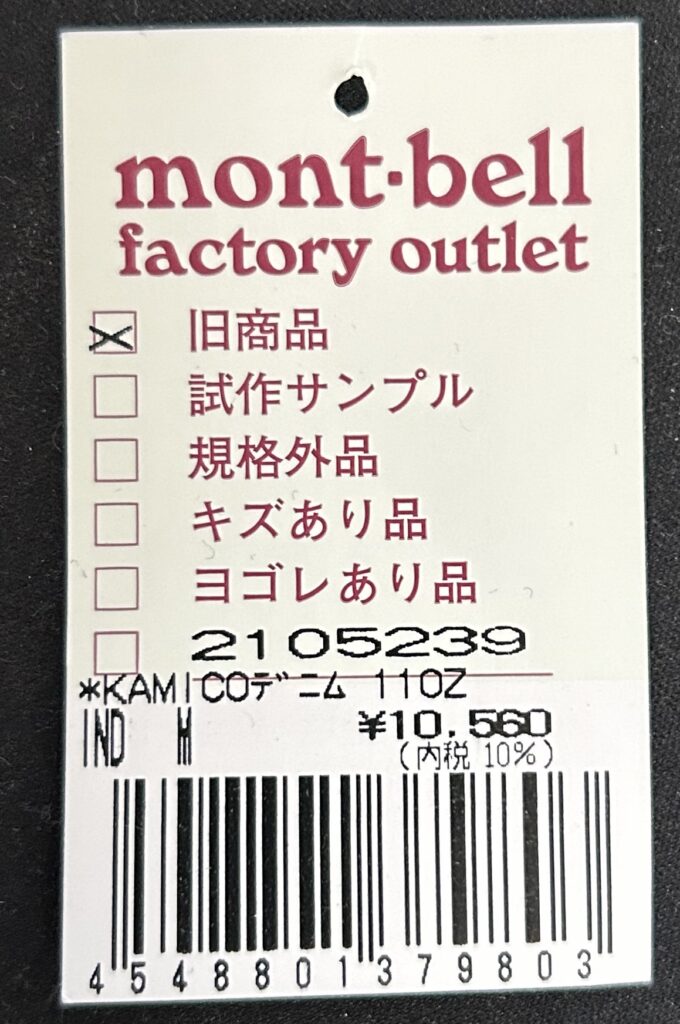 mont·bell
factory outlet
旧商品
試作サンプル
規格外品
キズあり品
ヨゴレあり品
2105239
*KAMICOデニム 11OZ
IND M ¥10,560
(内税 10%)
4548801379803